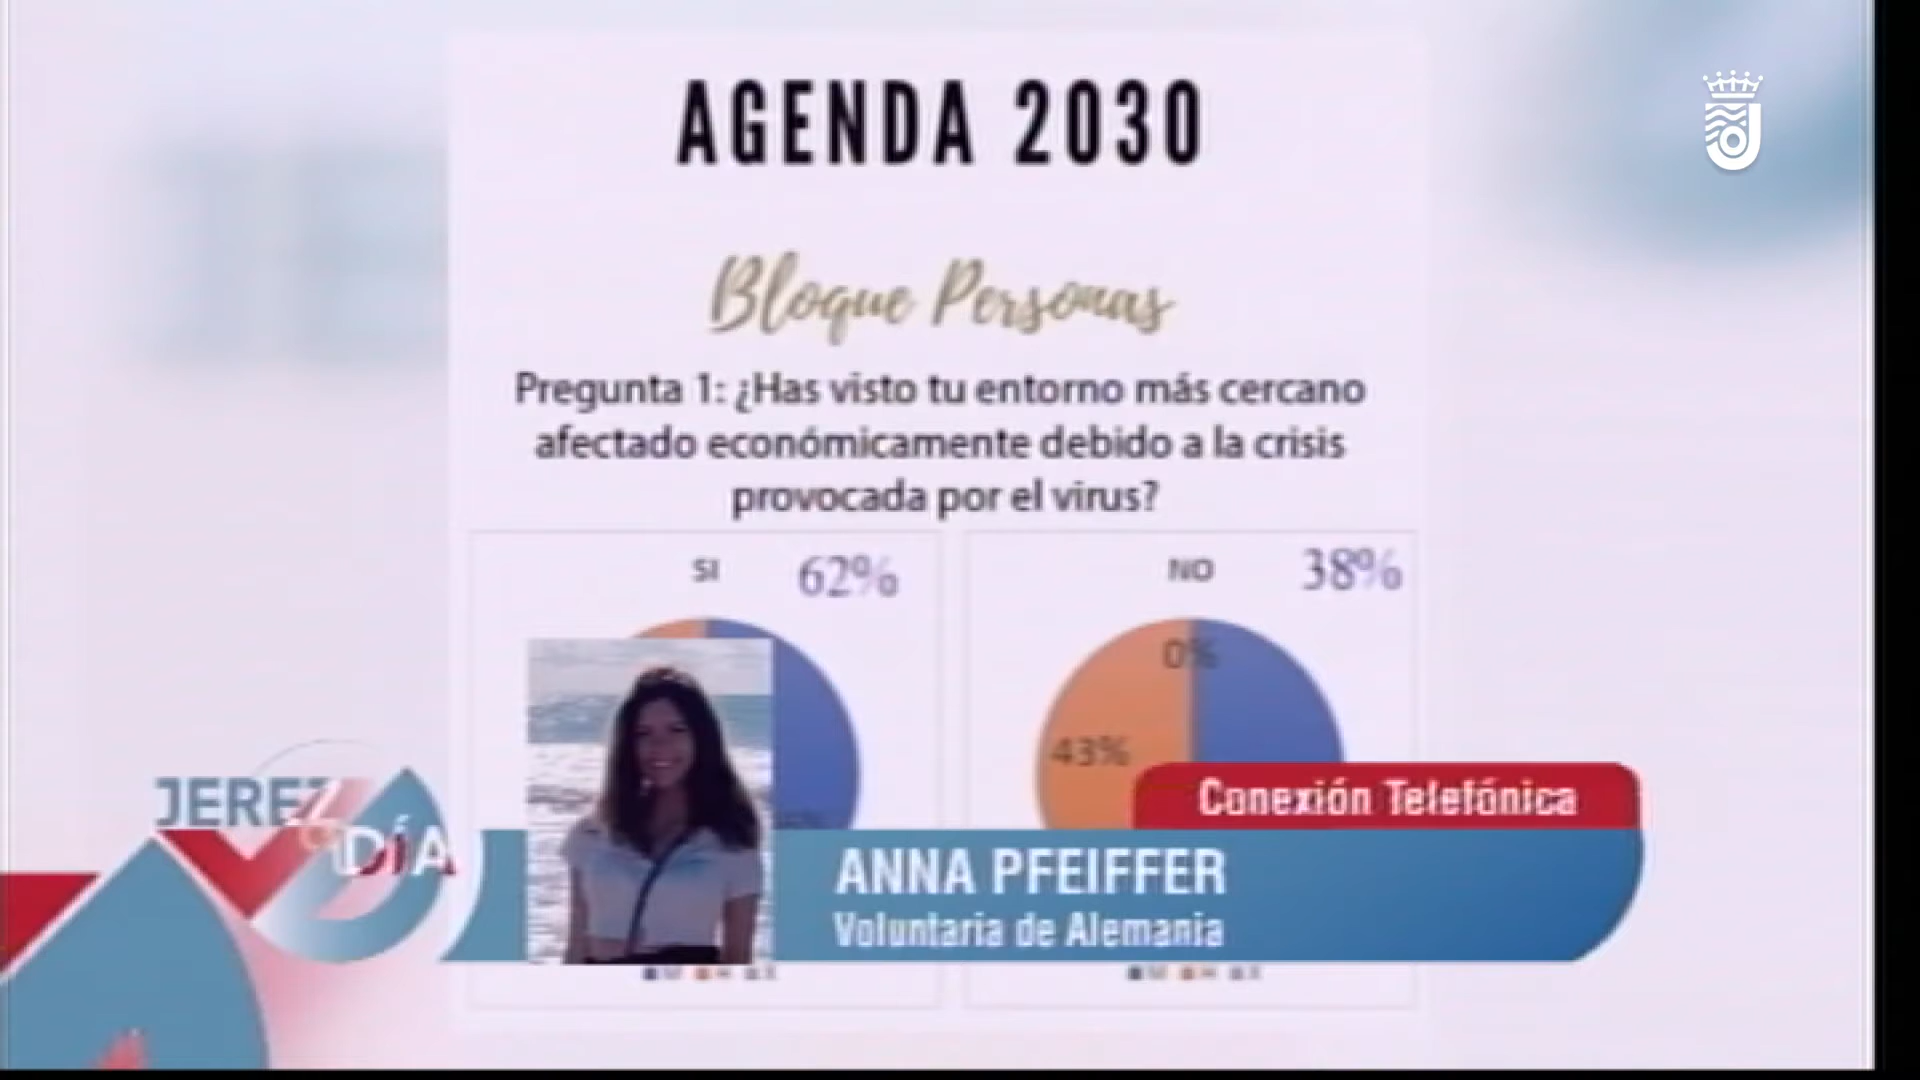 AGENDA 2030
Bloque Personas
Pregunta 1: ¿Has visto tu entorno más cercano
afectado económicamente debido a la crisis
provocada por el virus?
SI 62%
NO 38%
0%
43%
JEREZ
AL DÍA
Conexión Telefónica
ANNA PFEIFFER
Voluntaria de Alemania